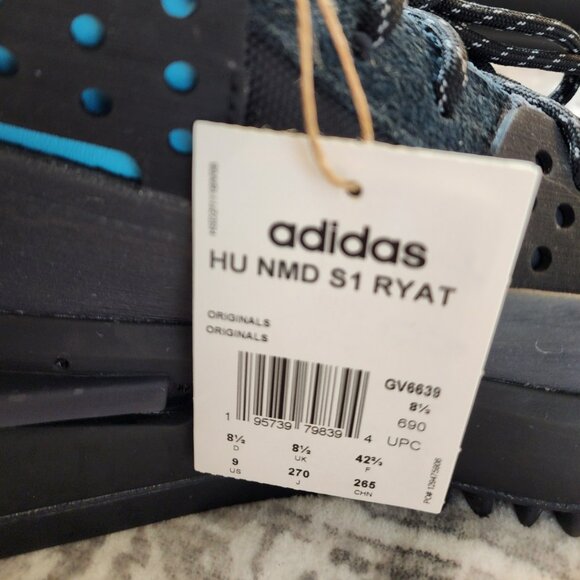 adidas
HU NMD S1 RYAT
ORIGINALS
ORIGINALS
GV6639
8½
690
UPC
1 95739 79839 4
8½ 8½ 42⅔
D UK F
9 270 265
US J CHN